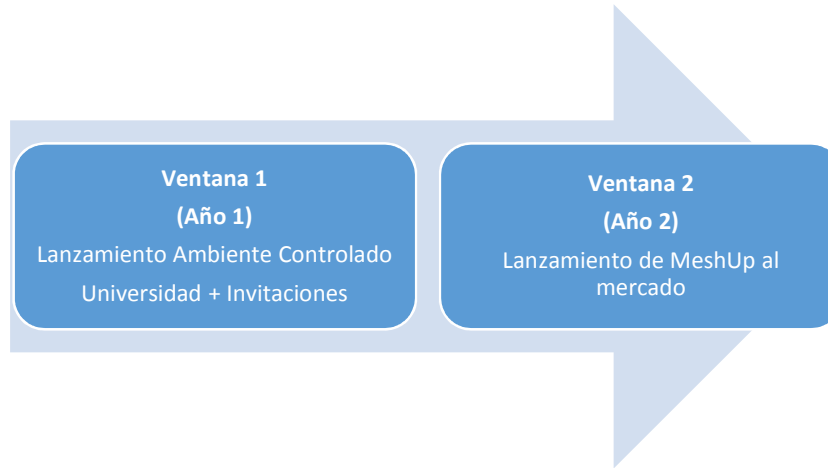 Ventana 1
(Año 1)
Lanzamiento Ambiente Controlado
Universidad + Invitaciones
Ventana 2
(Año 2)
Lanzamiento de MeshUp al
mercado